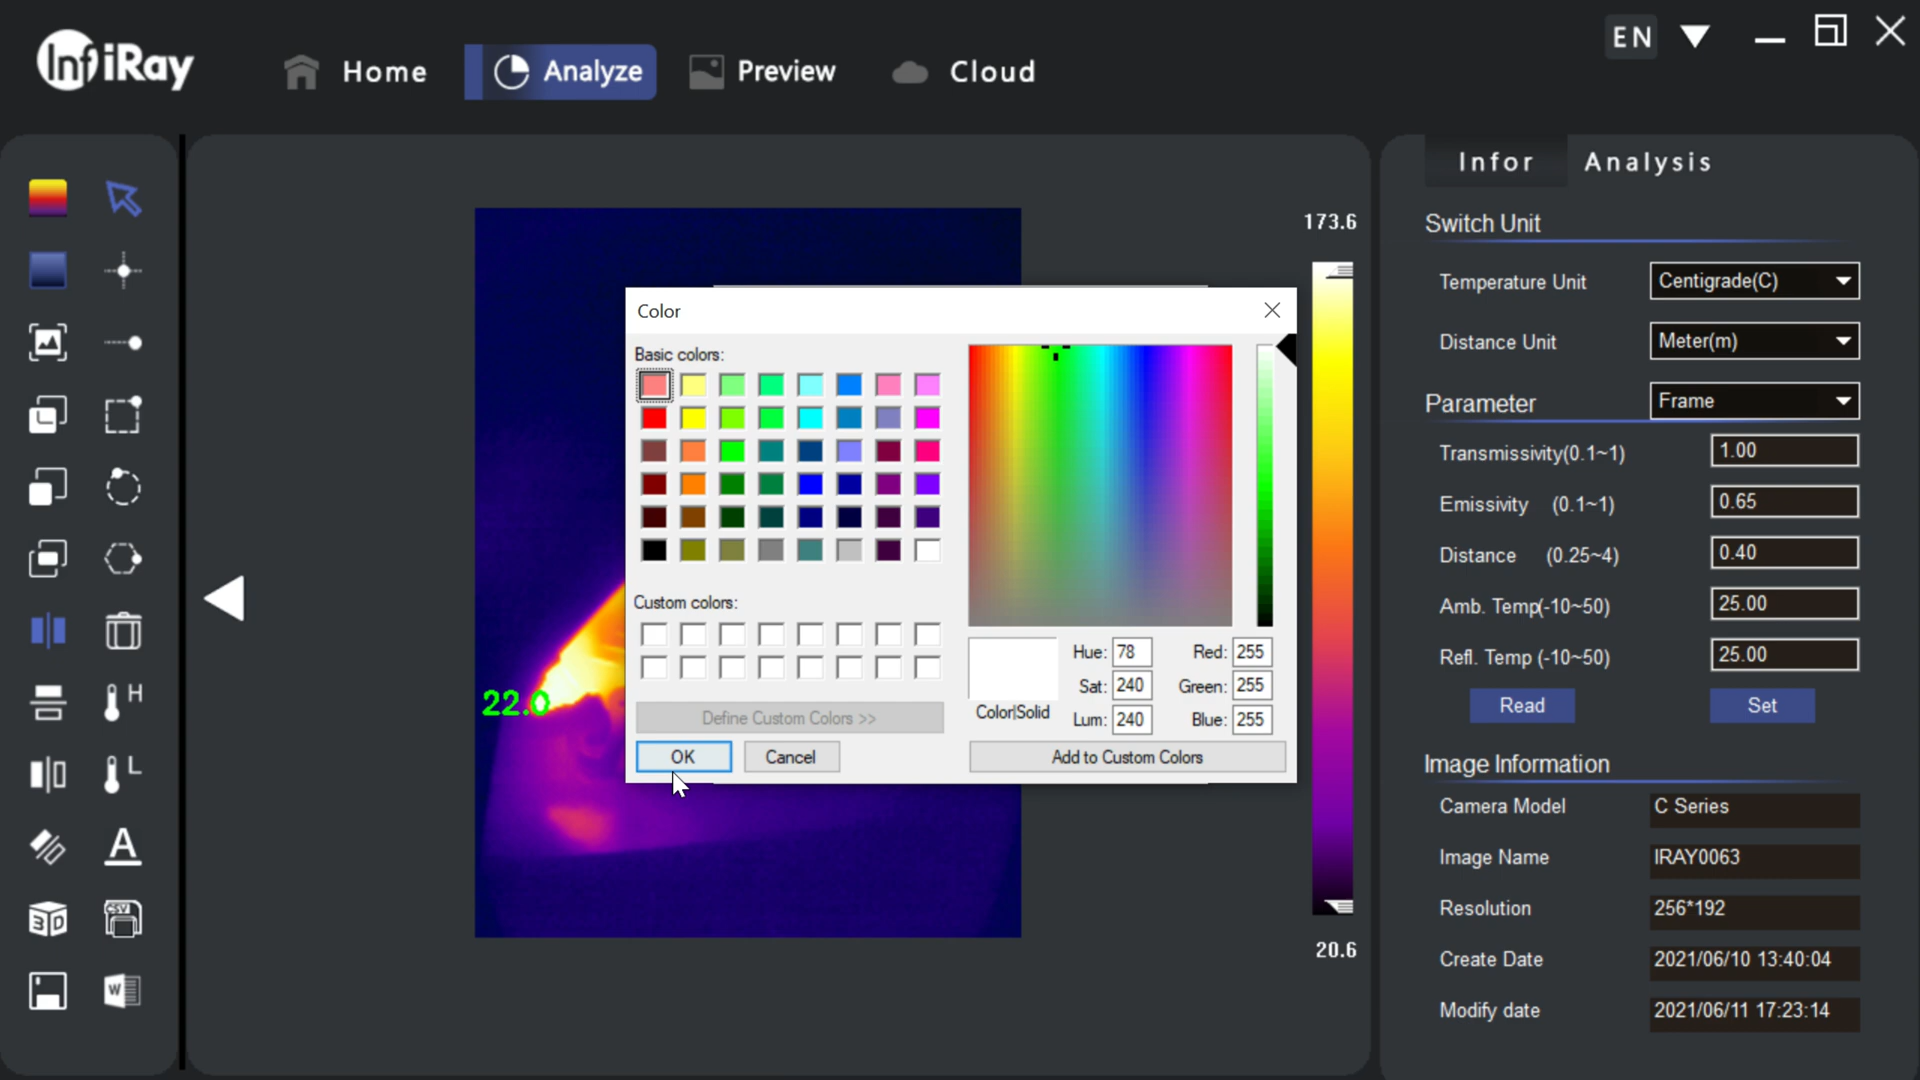 InfiRay
Home
Analyze
Preview
Cloud
EN
Infor
Analysis
Switch Unit
Temperature Unit
Centigrade(C)
Distance Unit
Meter(m)
Parameter
Frame
Transmissivity(0.1~1)
1.00
Emissivity (0.1~1)
0.65
Distance (0.25~4)
0.40
Amb. Temp(-10~50)
25.00
Refl. Temp (-10~50)
25.00
Read
Set
Image Information
Camera Model
C Series
Image Name
IRAY0063
Resolution
256*192
Create Date
2021/06/10 13:40:04
Modify date
2021/06/11 17:23:14
173.6
20.6
22.0
Color
Basic colors:
Custom colors:
Define Custom Colors >>
OK
Cancel
Color|Solid
Hue: 78
Sat: 240
Lum: 240
Red: 255
Green: 255
Blue: 255
Add to Custom Colors
H
L
A
3D
CSV
W